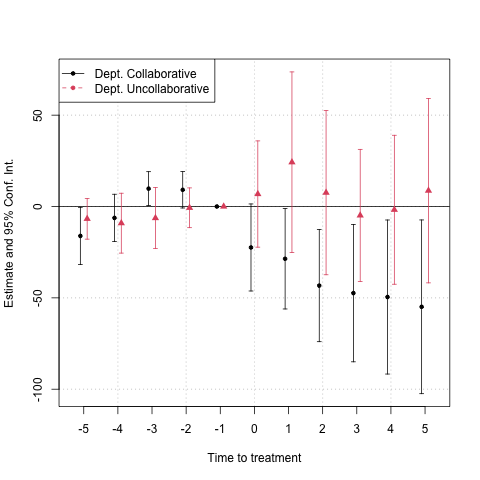 Dept. Collaborative
Dept. Uncollaborative
Estimate and 95% Conf. Int.
50
0
-50
-100
-5 -4 -3 -2 -1 0 1 2 3 4 5
Time to treatment